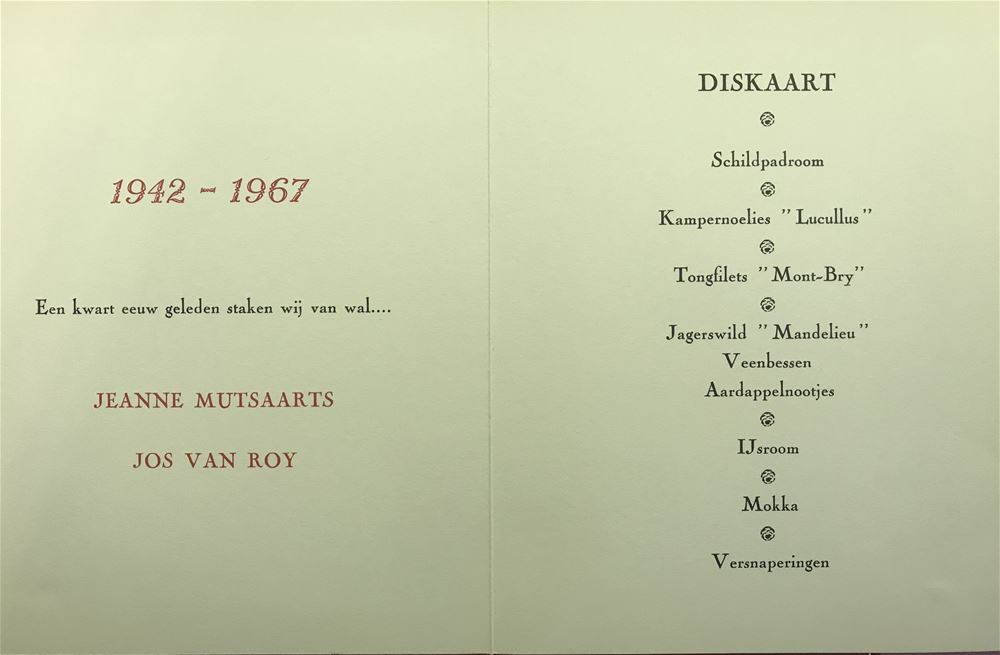 1942 - 1967
Een kwart eeuw geleden staken wij van wal....
JEANNE MUTSAARTS
JOS VAN ROY
DISKAART
Schildpadroom
Kampernoelies "Lucullus"
Tongfilets "Mont-Bry"
Jagerswild "Mandelieu"
Veenbessen
Aardappelnootjes
IJsroom
Mokka
Versnaperingen